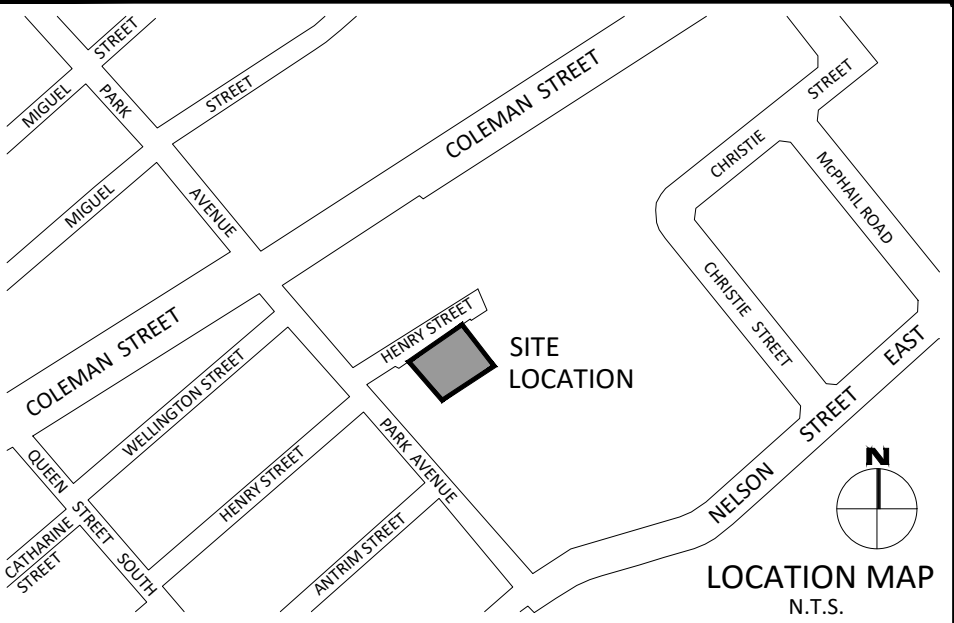 STREET
MIGUEL
PARK
STREET
COLEMAN STREET
STREET
CHRISTIE
McPHAIL ROAD
MIGUEL
AVENUE
CHRISTIE STREET
HENRY STREET
SITE
LOCATION
COLEMAN STREET
WELLINGTON STREET
EAST
STREET
NELSON
PARK AVENUE
HENRY STREET
QUEEN STREET SOUTH
CATHARINE
STREET
ANTRIM STREET
N
LOCATION MAP
N.T.S.